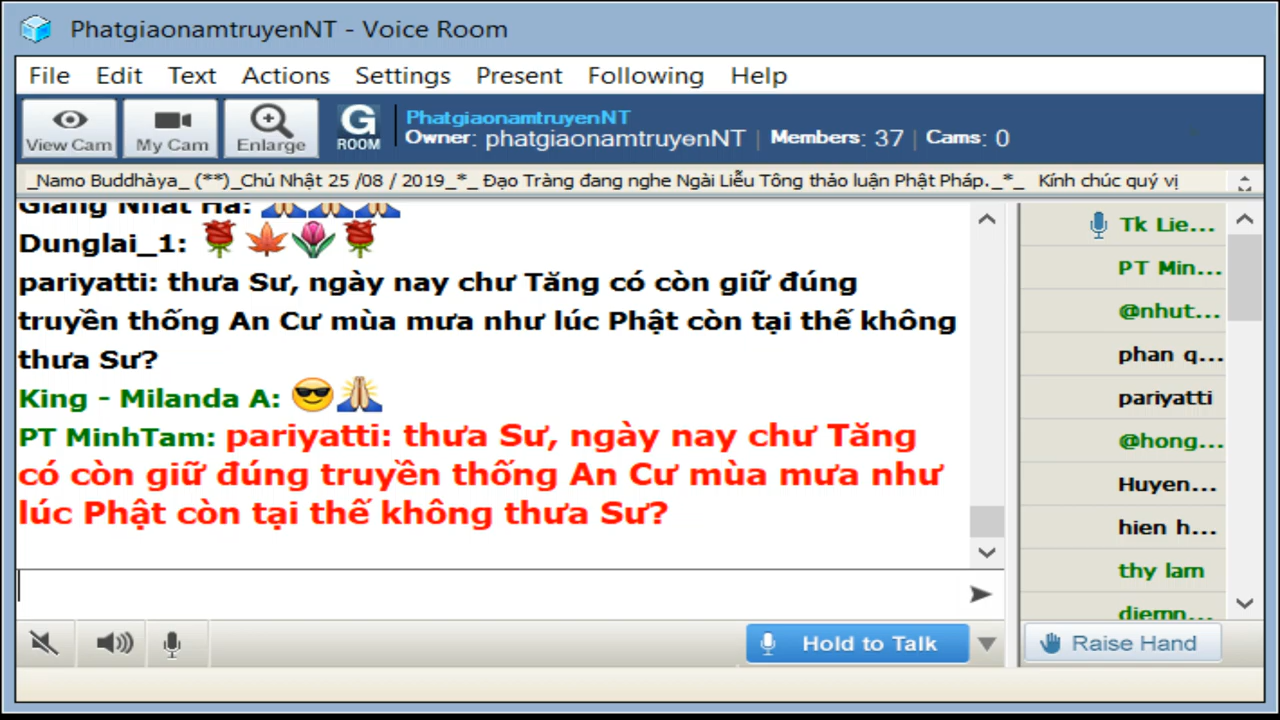 PhatgiaonamtruyenNT - Voice Room
File Edit Text Actions Settings Present Following Help
View Cam My Cam Enlarge G ROOM
PhatgiaonamtruyenNT
Owner: phatgiaonamtruyenNT | Members: 37 | Cams: 0
_Namo Buddhàya_ (**)_Chủ Nhật 25 /08 / 2019_*_ Đạo Tràng đang nghe Ngài Liễu Tông thảo luận Phật Pháp._*_ Kính chúc quý vị
Giang Nhat Ha: 🙏🙏🙏
Dunglai_1: 🌹🍁🌷🌹
pariyatti: thưa Sư, ngày nay chư Tăng có còn giữ đúng
truyền thống An Cư mùa mưa như lúc Phật còn tại thế không
thưa Sư?
King - Milanda A: 😎🙏
PT MinhTam: pariyatti: thưa Sư, ngày nay chư Tăng
có còn giữ đúng truyền thống An Cư mùa mưa như
lúc Phật còn tại thế không thưa Sư?
Tk Lie...
PT Min...
@nhut...
phan q...
pariyatti
@hong...
Huyen...
hien h...
thy lam
diemn...
Hold to Talk
Raise Hand